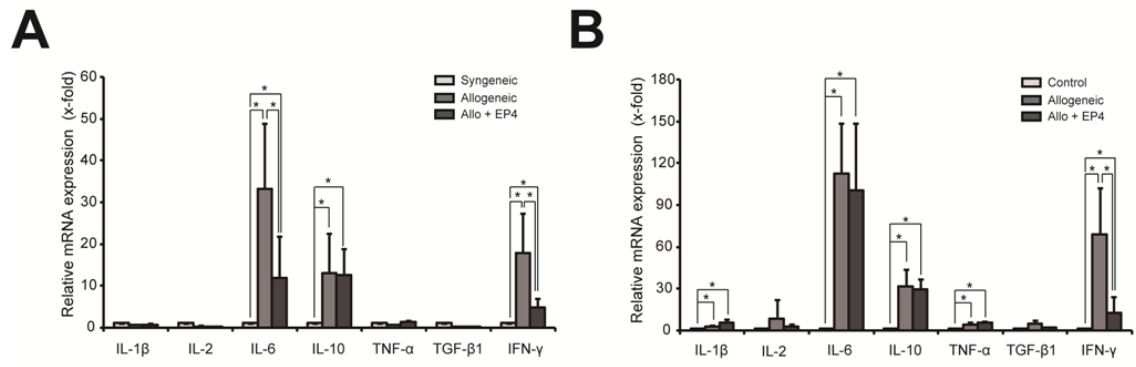 A
Relative mRNA expression (x-fold)
60
50
40
30
20
10
0
Syngeneic
Allogeneic
Allo + EP4
*
* *
*
*
*
* *
IL-1β IL-2 IL-6 IL-10 TNF-α TGF-β1 IFN-γ
B
Relative mRNA expression (x-fold)
180
150
120
90
60
30
0
Control
Allogeneic
Allo + EP4
*
*
*
*
*
*
*
*
*
* *
IL-1β IL-2 IL-6 IL-10 TNF-α TGF-β1 IFN-γ